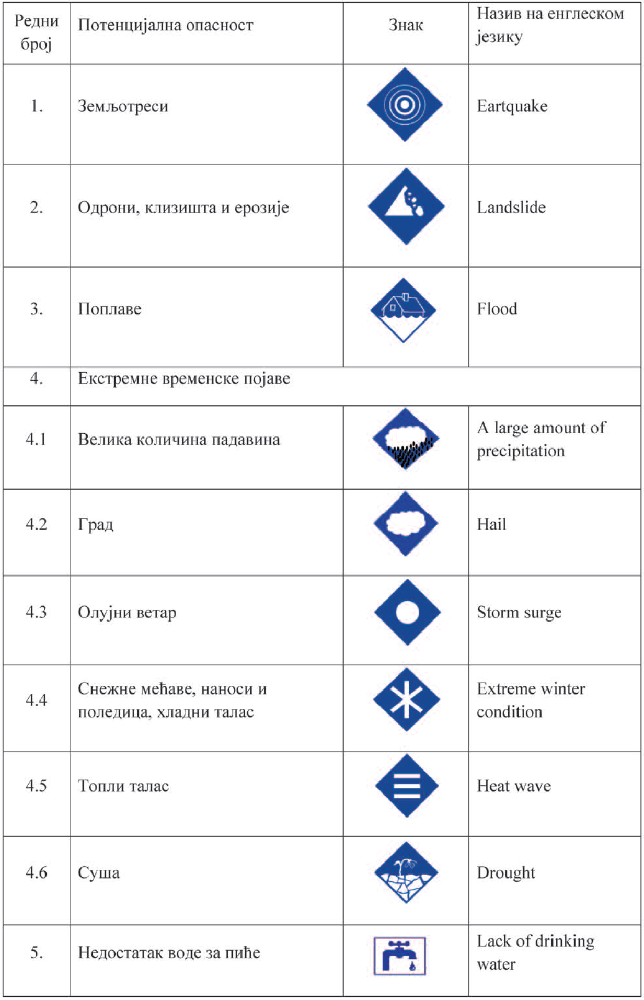 Редни
број
Потенцијална опасност
Знак
Назив на енглеском
језику
1.
Земљотреси
Eartquake
2.
Одрони, клизишта и ерозије
Landslide
3.
Поплаве
Flood
4.
Екстремне временске појаве
4.1
Велика количина падавина
A large amount of
precipitation
4.2
Град
Hail
4.3
Олујни ветар
Storm surge
4.4
Снежне мећаве, наноси и
поледица, хладни талас
Extreme winter
condition
4.5
Топли талас
Heat wave
4.6
Суша
Drought
5.
Недостатак воде за пиће
Lack of drinking
water